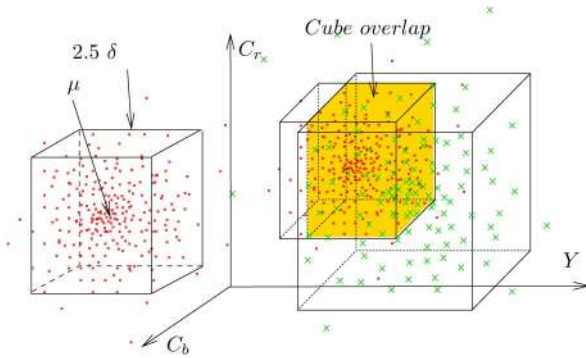 Cube overlap
2.5 δ
C_r
μ
Y
C_b